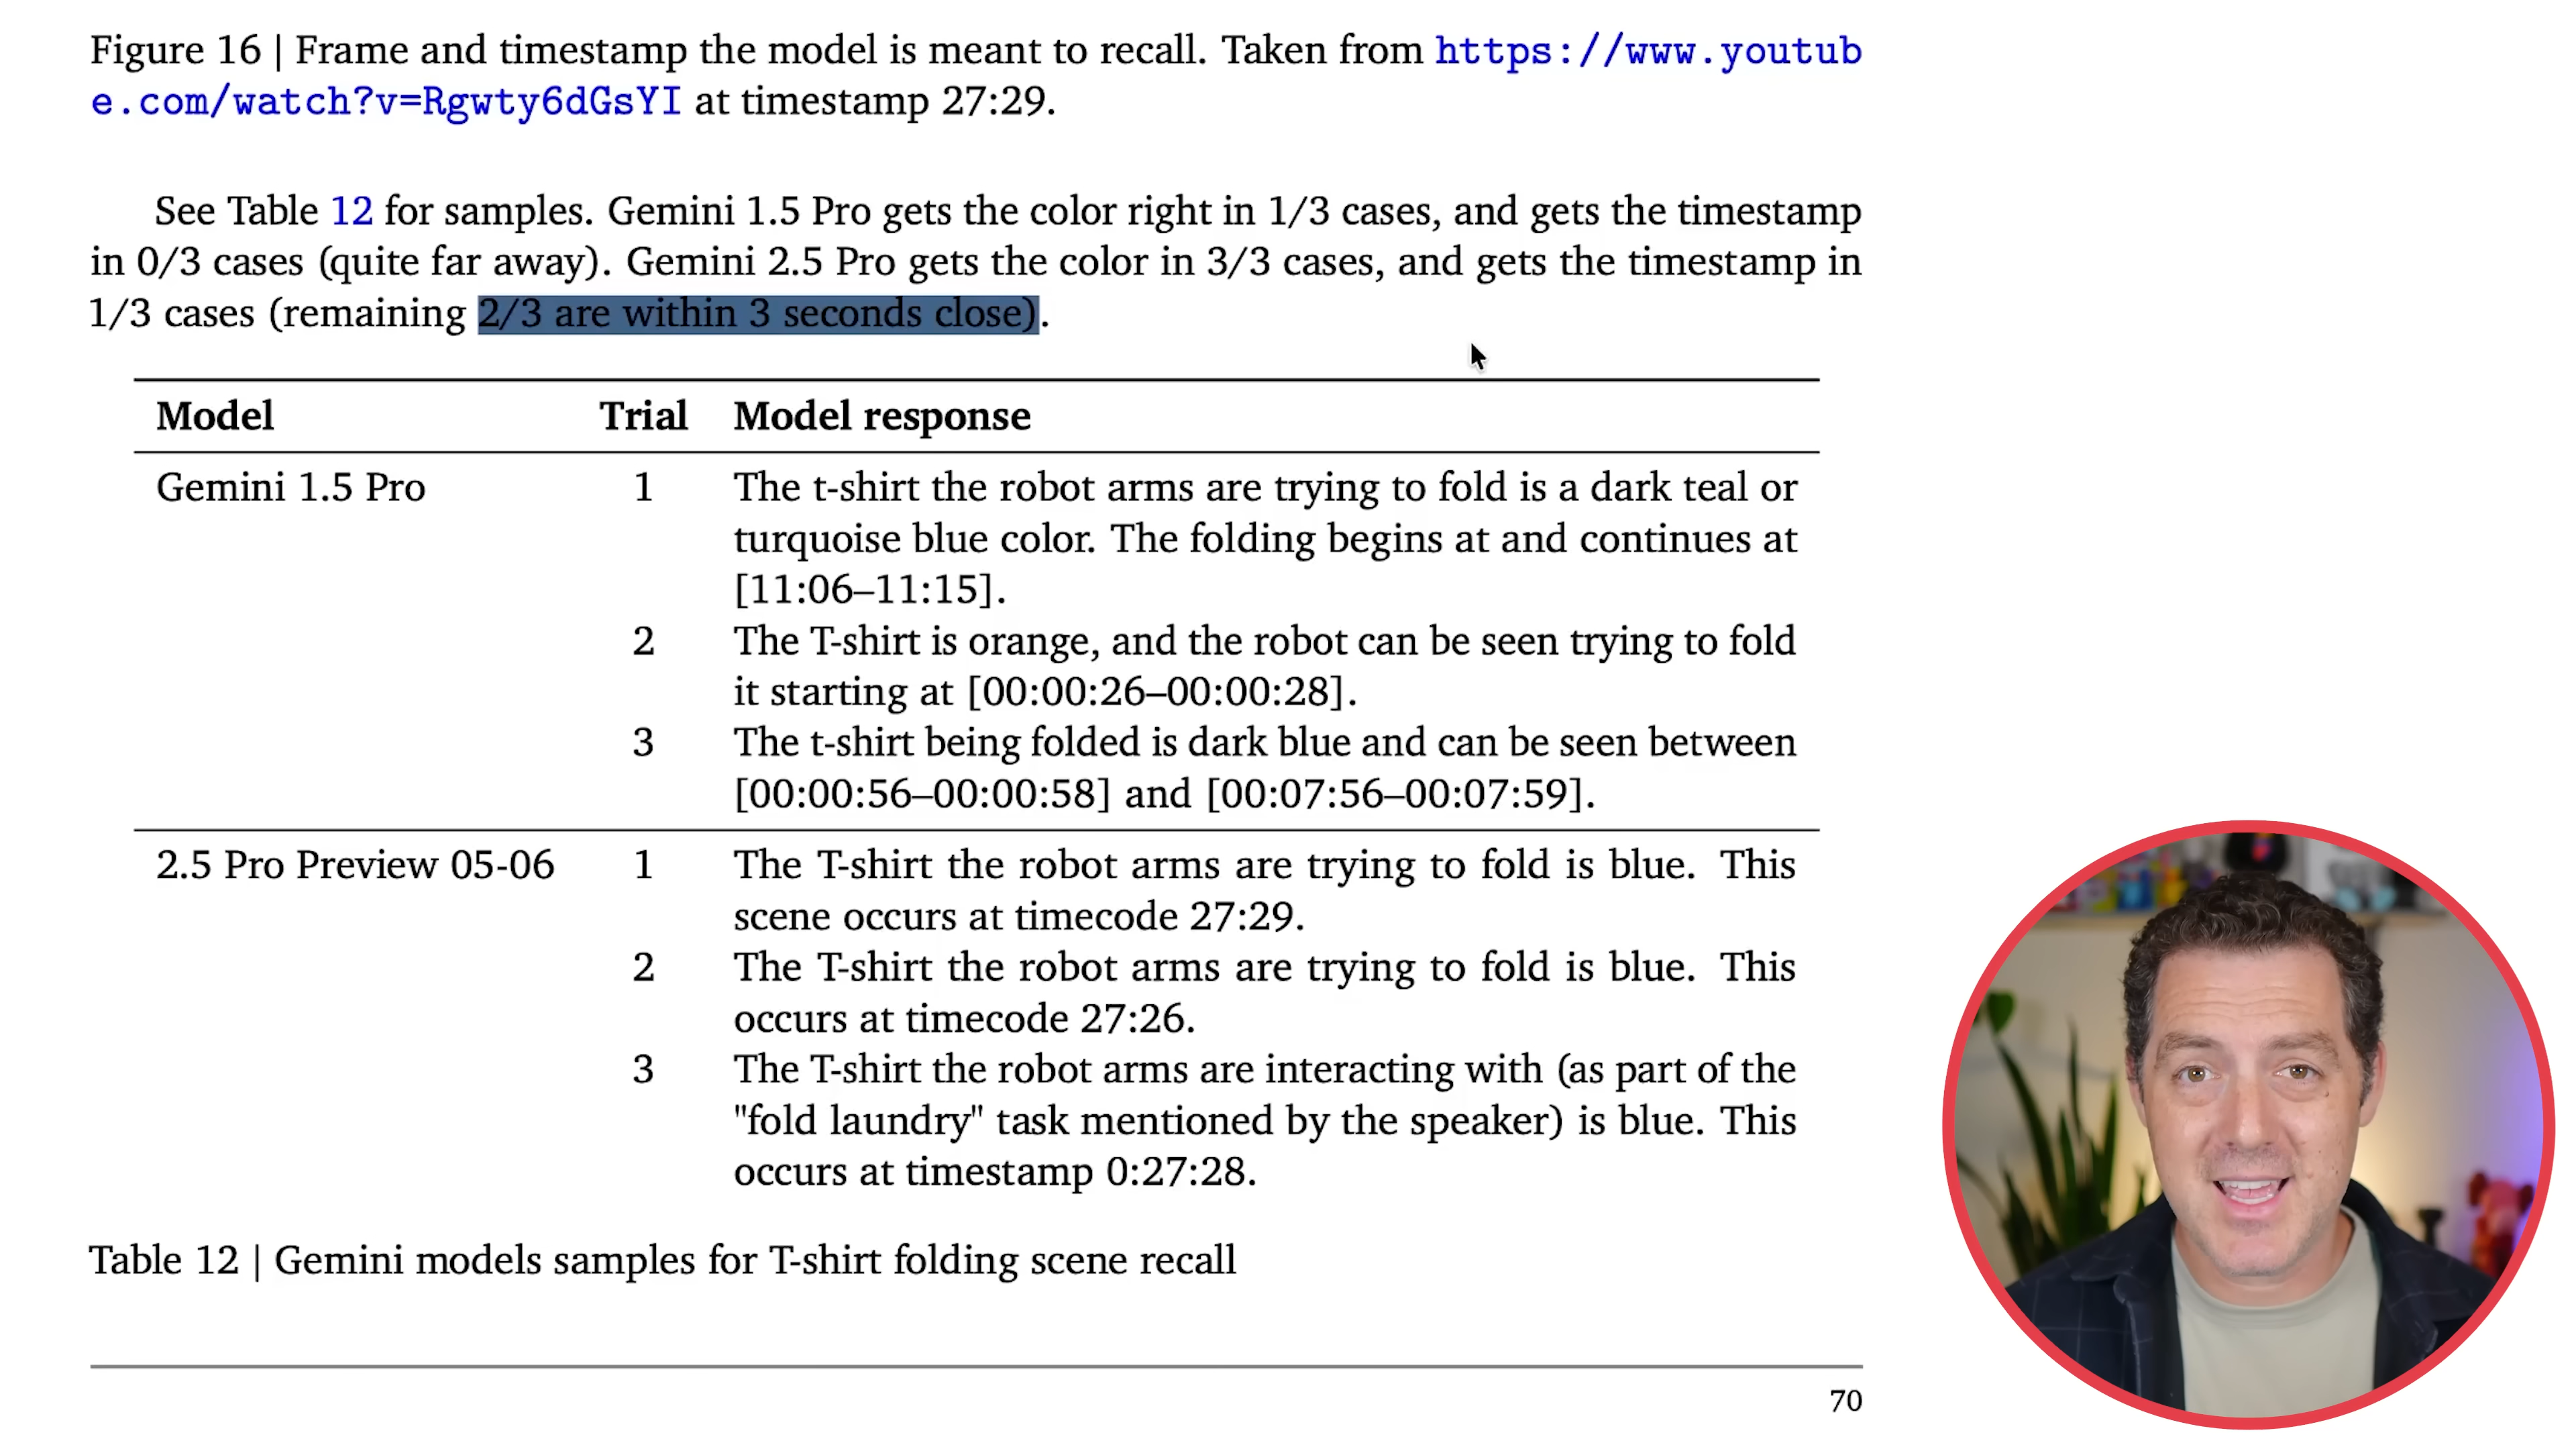 Figure 16 | Frame and timestamp the model is meant to recall. Taken from https://www.youtub
e.com/watch?v=Rgwty6dGsYI at timestamp 27:29.
See Table 12 for samples. Gemini 1.5 Pro gets the color right in 1/3 cases, and gets the timestamp
in 0/3 cases (quite far away). Gemini 2.5 Pro gets the color in 3/3 cases, and gets the timestamp in
1/3 cases (remaining 2/3 are within 3 seconds close).
Model Trial Model response
Gemini 1.5 Pro 1 The t-shirt the robot arms are trying to fold is a dark teal or
turquoise blue color. The folding begins at and continues at
[11:06–11:15].
2 The T-shirt is orange, and the robot can be seen trying to fold
it starting at [00:00:26–00:00:28].
3 The t-shirt being folded is dark blue and can be seen between
[00:00:56–00:00:58] and [00:07:56–00:07:59].
2.5 Pro Preview 05-06 1 The T-shirt the robot arms are trying to fold is blue. This
scene occurs at timecode 27:29.
2 The T-shirt the robot arms are trying to fold is blue. This
occurs at timecode 27:26.
3 The T-shirt the robot arms are interacting with (as part of the
"fold laundry" task mentioned by the speaker) is blue. This
occurs at timestamp 0:27:28.
Table 12 | Gemini models samples for T-shirt folding scene recall
70